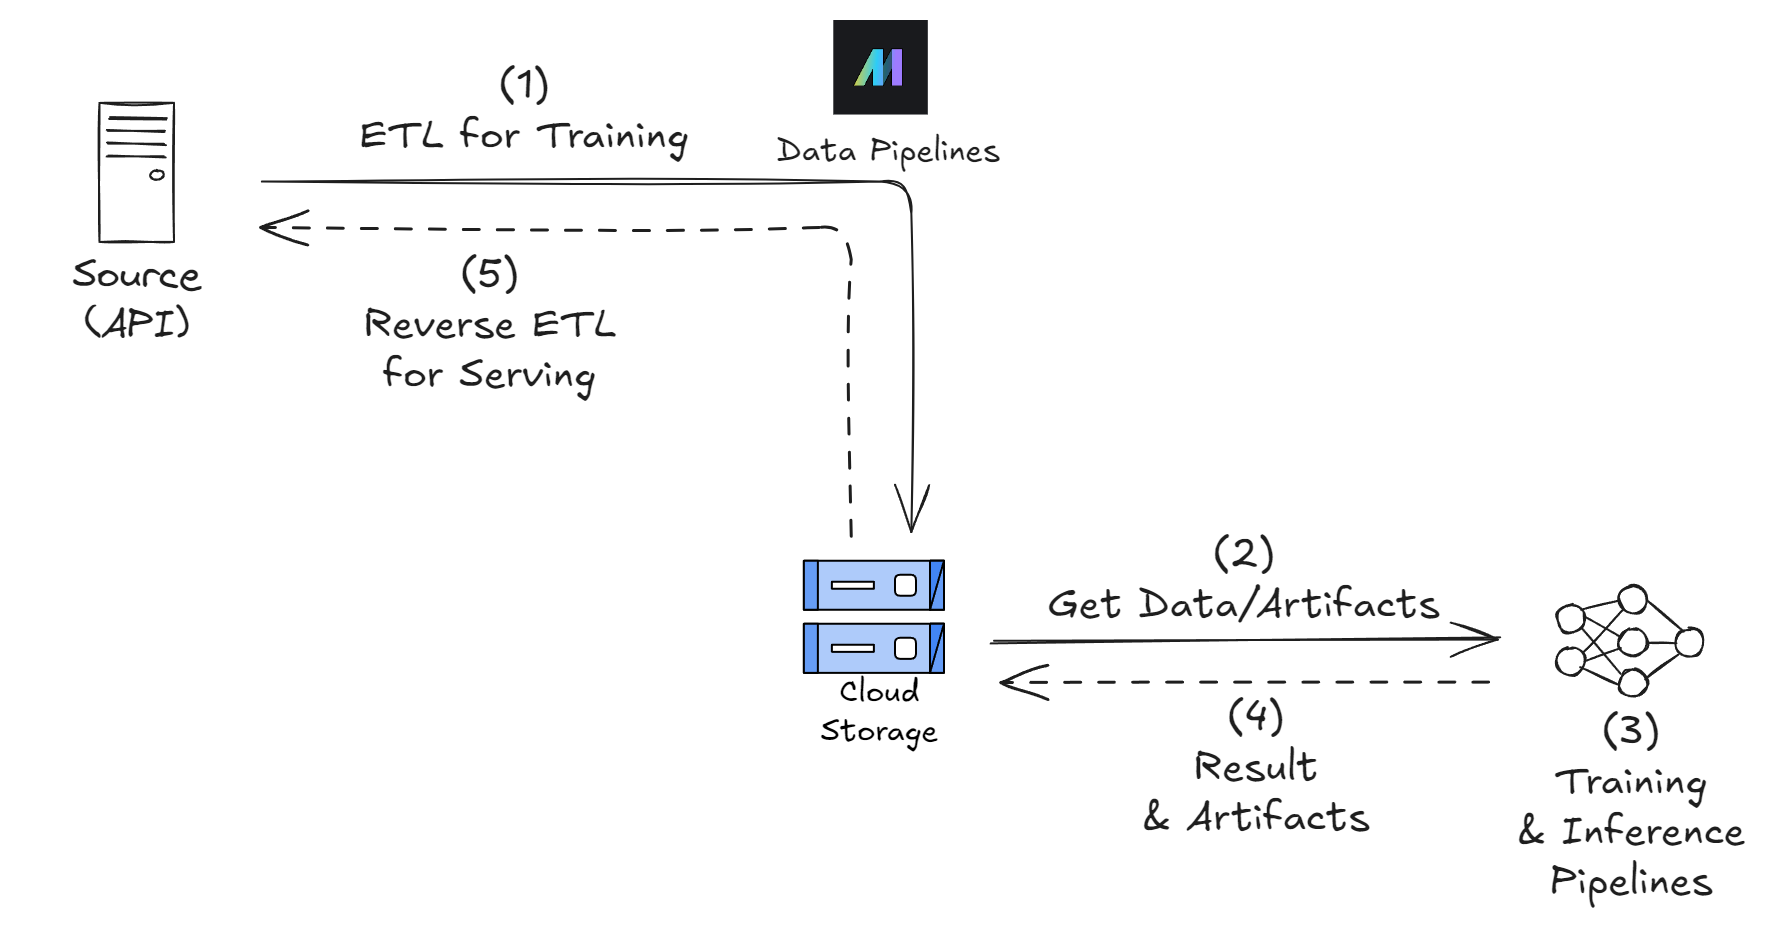 (1)
ETL for Training
Data Pipelines
Source
(API)
(5)
Reverse ETL
for Serving
(2)
Get Data/Artifacts
Cloud
Storage
(4)
Result
& Artifacts
(3)
Training
& Inference
Pipelines